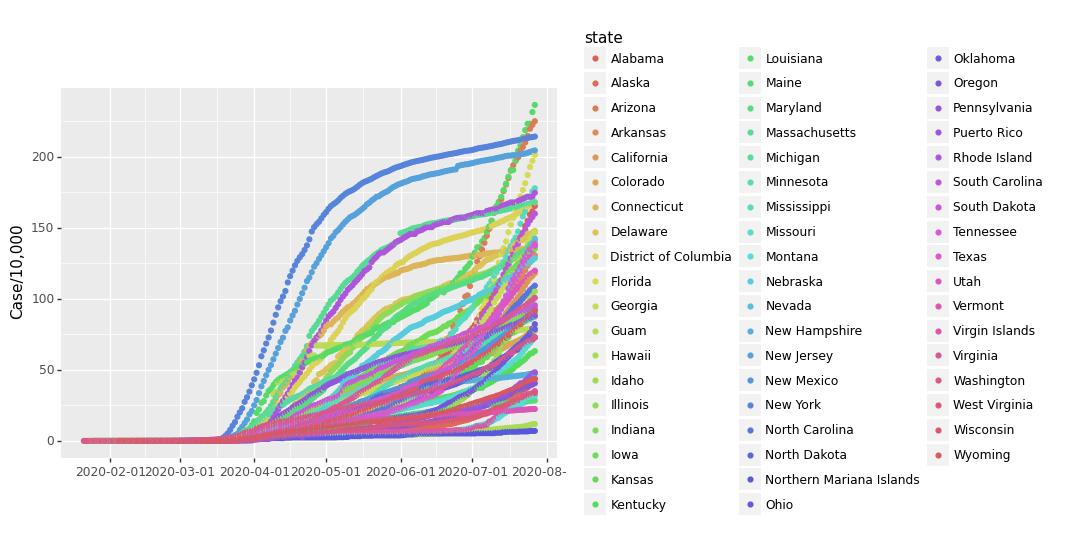 state
Alabama
Alaska
Arizona
Arkansas
California
Colorado
Connecticut
Delaware
District of Columbia
Florida
Georgia
Guam
Hawaii
Idaho
Illinois
Indiana
Iowa
Kansas
Kentucky
Louisiana
Maine
Maryland
Massachusetts
Michigan
Minnesota
Mississippi
Missouri
Montana
Nebraska
Nevada
New Hampshire
New Jersey
New Mexico
New York
North Carolina
North Dakota
Northern Mariana Islands
Ohio
Oklahoma
Oregon
Pennsylvania
Puerto Rico
Rhode Island
South Carolina
South Dakota
Tennessee
Texas
Utah
Vermont
Virgin Islands
Virginia
Washington
West Virginia
Wisconsin
Wyoming
Case/10,000
200
150
100
50
0
2020-02-01 2020-03-01 2020-04-01 2020-05-01 2020-06-01 2020-07-01 2020-08-